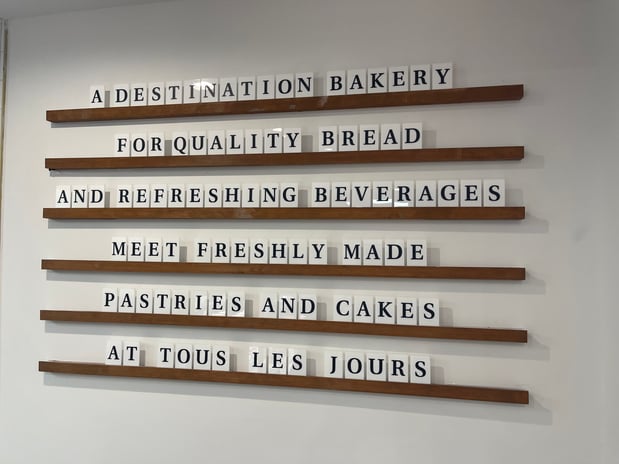 A DESTINATION BAKERY
FOR QUALITY BREAD
AND REFRESHING BEVERAGES
MEET FRESHLY MADE
PASTRIES AND CAKES
AT TOUS LES JOURS